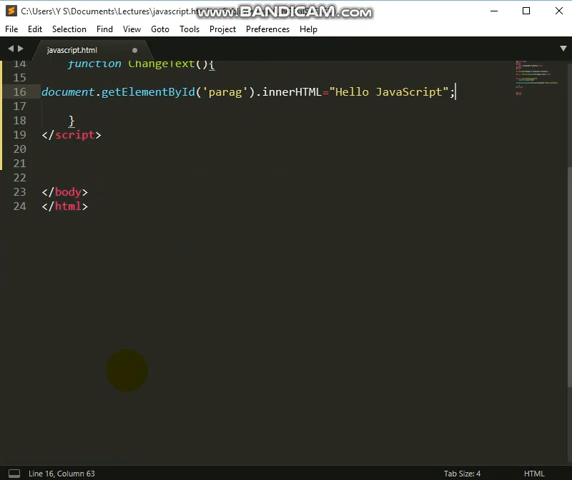 C:\Users\Y S\Documents\Lectures\javascript.ht
www.BANDICAM.com
File Edit Selection Find View Goto Tools Project Preferences Help
javascript.html
14 function ChangeText(){
15
16 document.getElementById('parag').innerHTML="Hello JavaScript";
17
18 }
19 </script>
20
21
22
23 </body>
24 </html>
Line 16, Column 63 Tab Size: 4 HTML